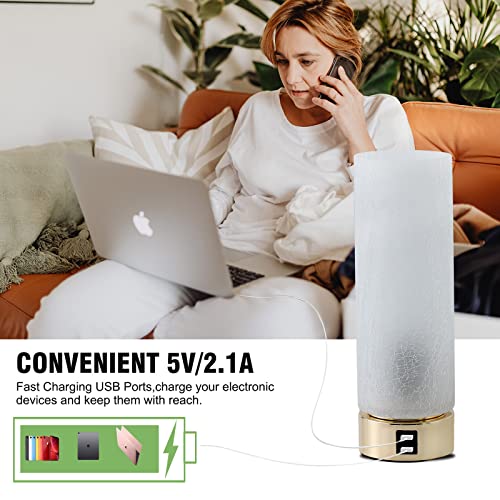 CONVENIENT 5V/2.1A
Fast Charging USB Ports,charge your electronic
devices and keep them with reach.